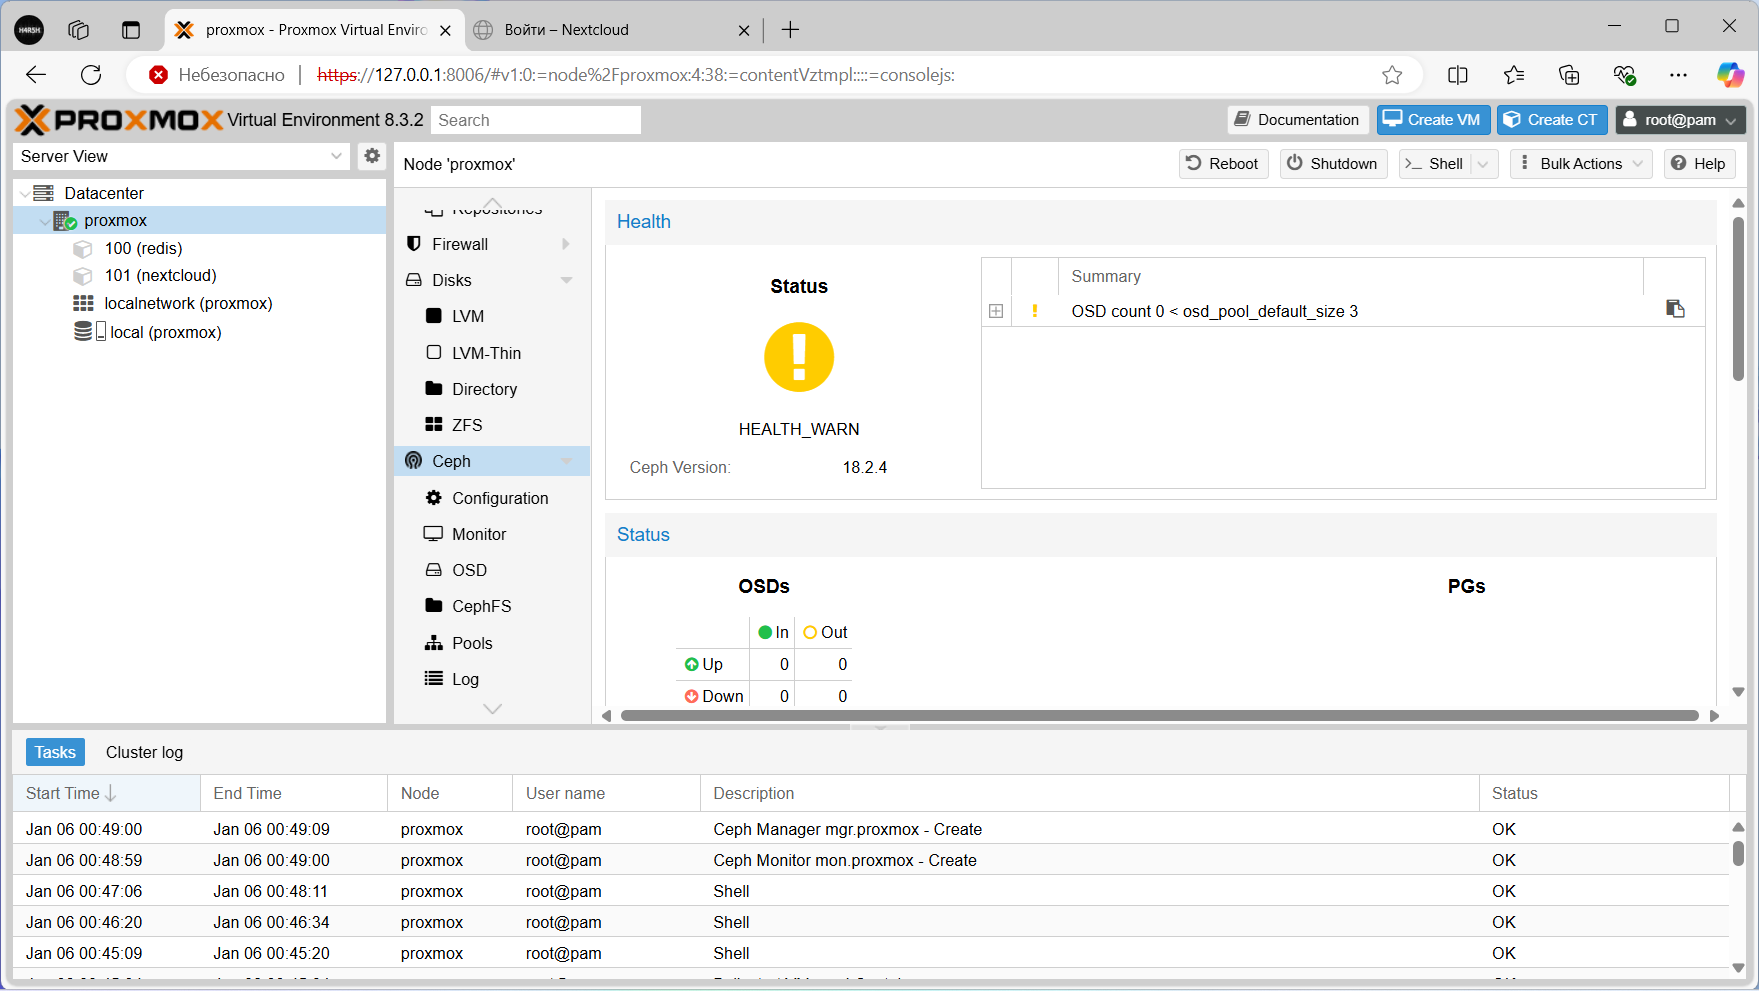 HARSH
proxmox - Proxmox Virtual Enviro
Войти – Nextcloud
Небезопасно
https://127.0.0.1:8006/#v1:0:=node%2Fproxmox:4:38:=contentVztmpl::::=consolejs:
PROXMOX Virtual Environment 8.3.2
Search
Documentation
Create VM
Create CT
root@pam
Server View
Node 'proxmox'
Reboot
Shutdown
Shell
Bulk Actions
Help
Datacenter
proxmox
100 (redis)
101 (nextcloud)
localnetwork (proxmox)
local (proxmox)
Repositories
Firewall
Disks
LVM
LVM-Thin
Directory
ZFS
Ceph
Configuration
Monitor
OSD
CephFS
Pools
Log
Health
Status
HEALTH_WARN
Ceph Version: 18.2.4
Summary
OSD count 0 < osd_pool_default_size 3
Status
OSDs
PGs
In Out
Up 0 0
Down 0 0
Tasks Cluster log
Start Time End Time Node User name Description Status
Jan 06 00:49:00 Jan 06 00:49:09 proxmox root@pam Ceph Manager mgr.proxmox - Create OK
Jan 06 00:48:59 Jan 06 00:49:00 proxmox root@pam Ceph Monitor mon.proxmox - Create OK
Jan 06 00:47:06 Jan 06 00:48:11 proxmox root@pam Shell OK
Jan 06 00:46:20 Jan 06 00:46:34 proxmox root@pam Shell OK
Jan 06 00:45:09 Jan 06 00:45:20 proxmox root@pam Shell OK